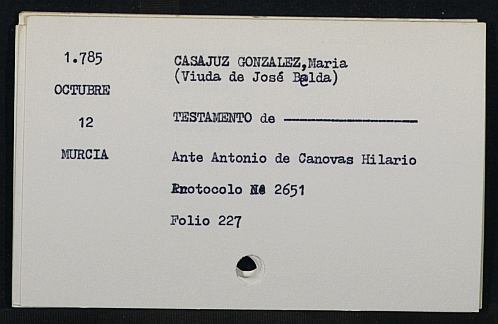 1.785
OCTUBRE
12
MURCIA
CASAJUZ GONZALEZ,Maria
(Viuda de José Balda)
TESTAMENTO de ————————
Ante Antonio de Canovas Hilario
Protocolo Nº 2651
Folio 227